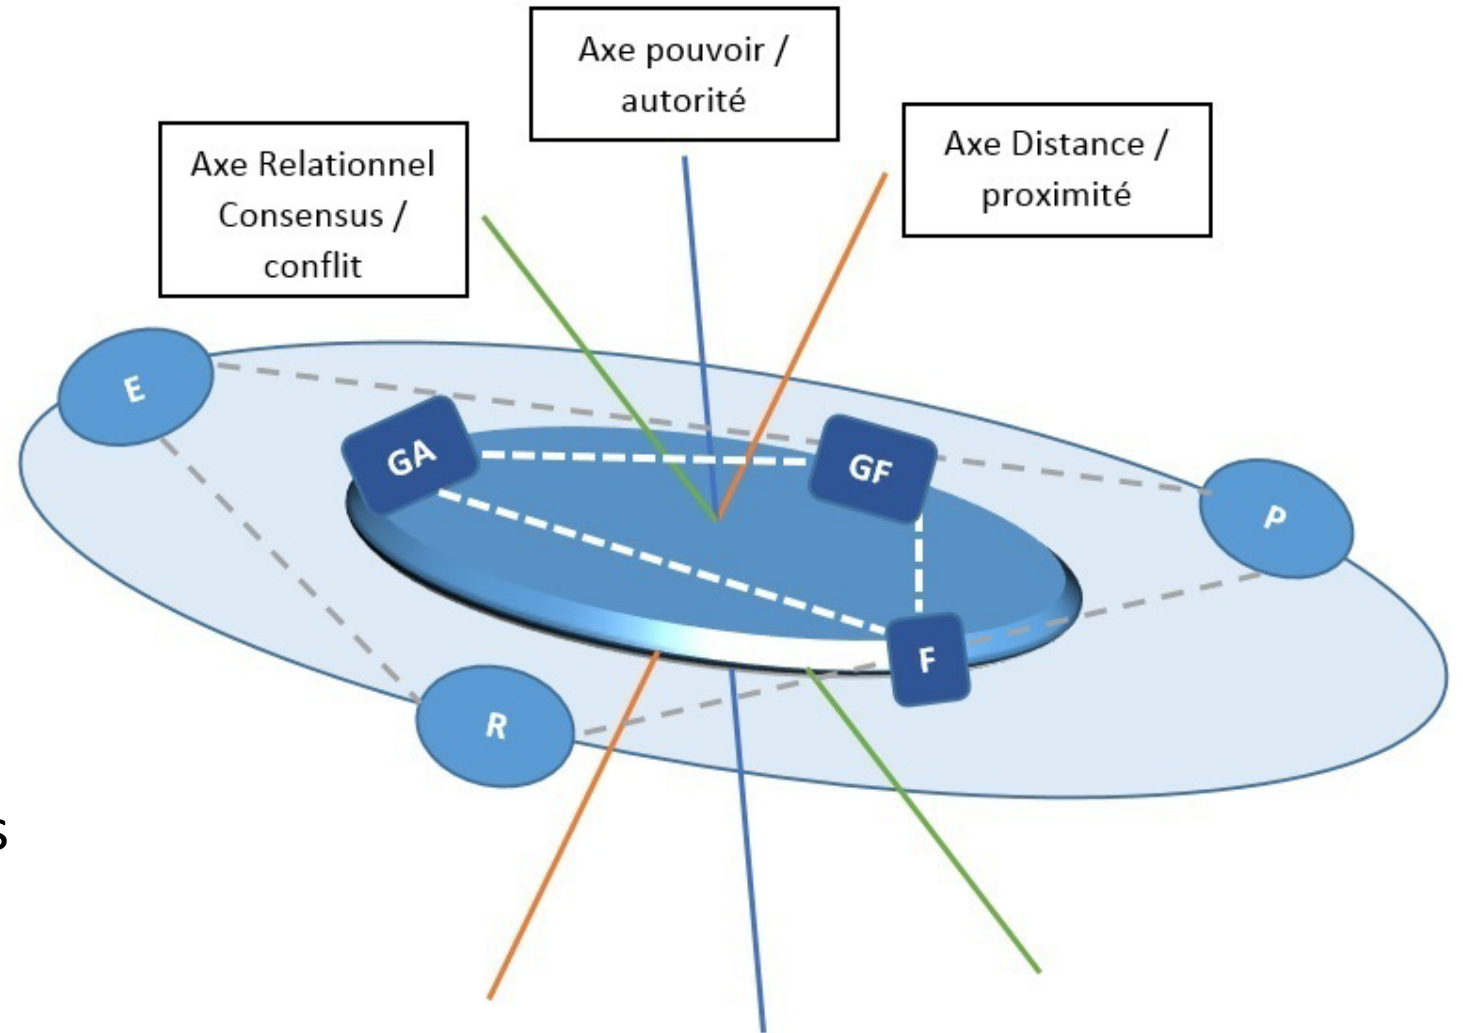 Axe pouvoir /
autorité
Axe Distance /
proximité
Axe Relationnel
Consensus /
conflit
E
GA
GF
P
F
R
s